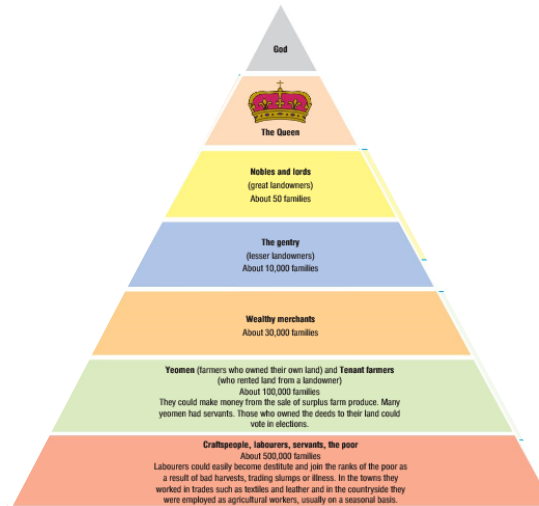 God
The Queen
Nobles and lords
(great landowners)
About 50 families
The gentry
(lesser landowners)
About 10,000 families
Wealthy merchants
About 30,000 families
Yeomen (farmers who owned their own land) and Tenant farmers
(who rented land from a landowner)
About 100,000 families
They could make money from the sale of surplus farm produce. Many
yeomen had servants. Those who owned the deeds to their land could
vote in elections.
Craftspeople, labourers, servants, the poor
About 500,000 families
Labourers could easily become destitute and join the ranks of the poor as
a result of bad harvests, trading slumps or illness. In the towns they
worked in trades such as textiles and leather and in the countryside they
were employed as agricultural workers, usually on a seasonal basis.